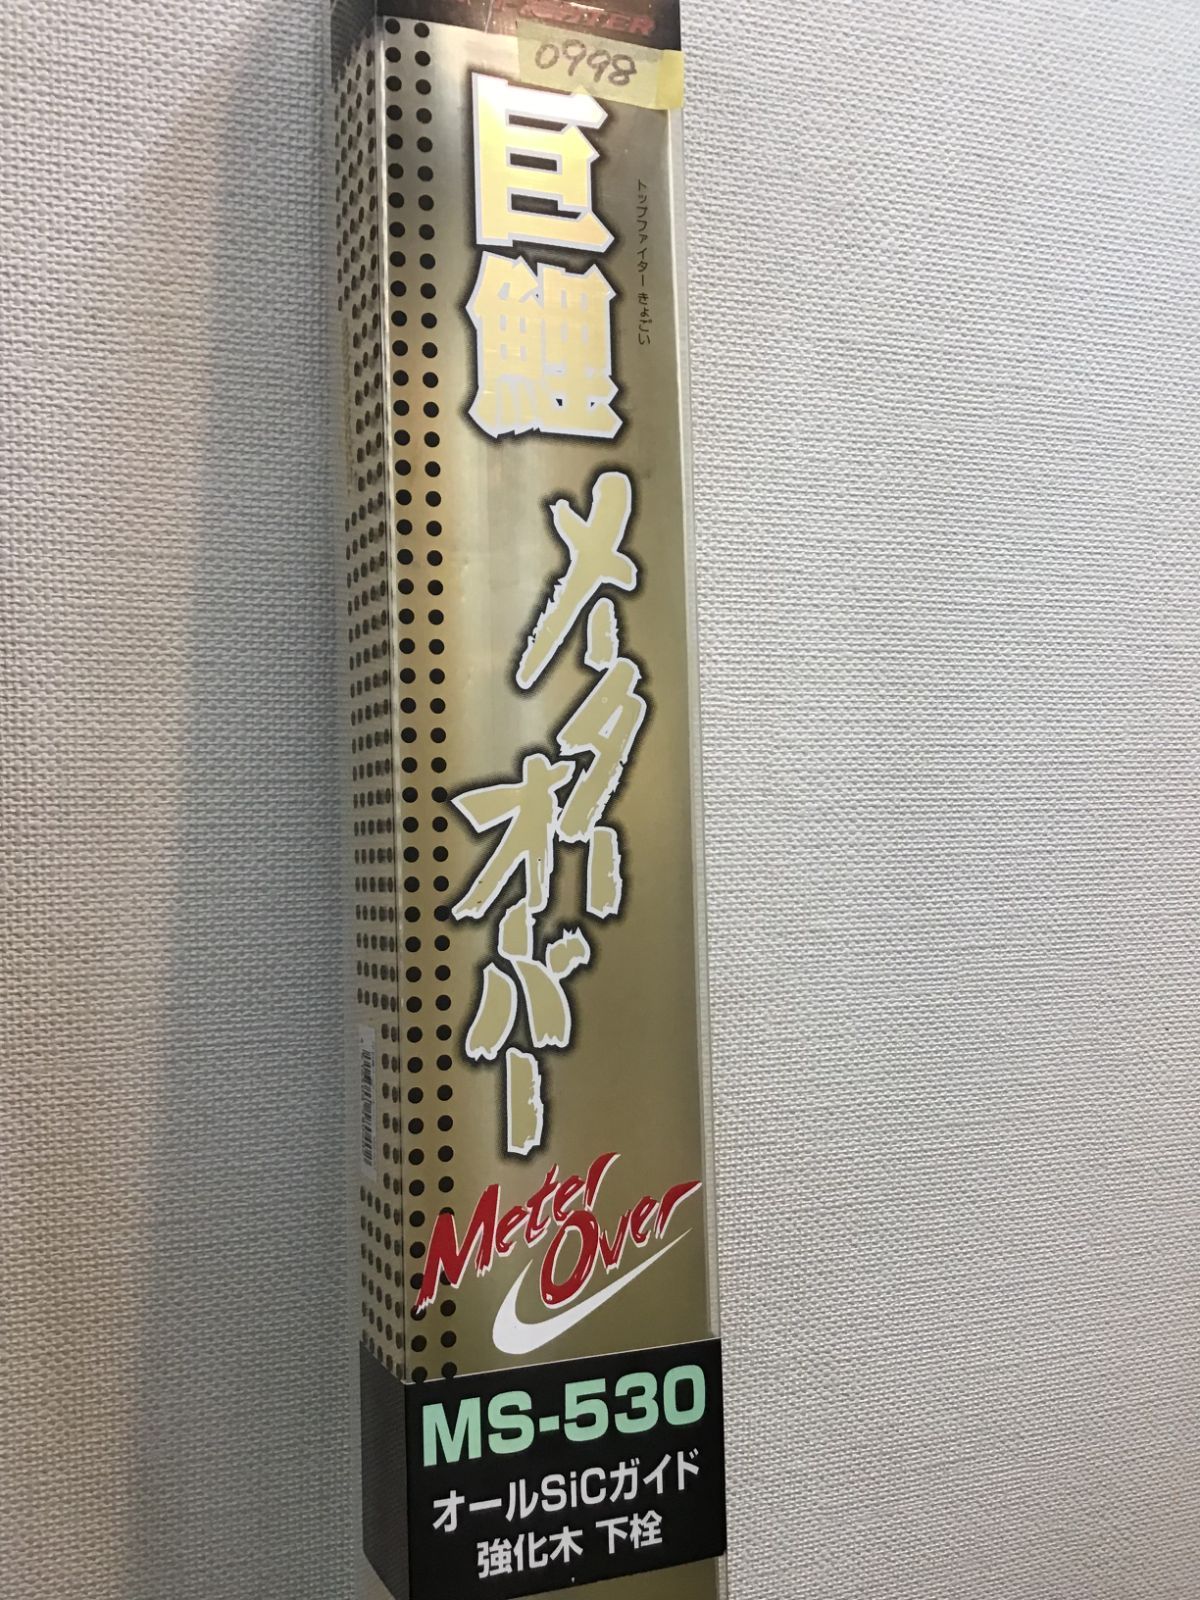 FIGHTER
0998
巨鯉
トップファイター きょごい
メーターオーバー
Meter
Over
MS-530
オールSiCガイド
強化木 下栓